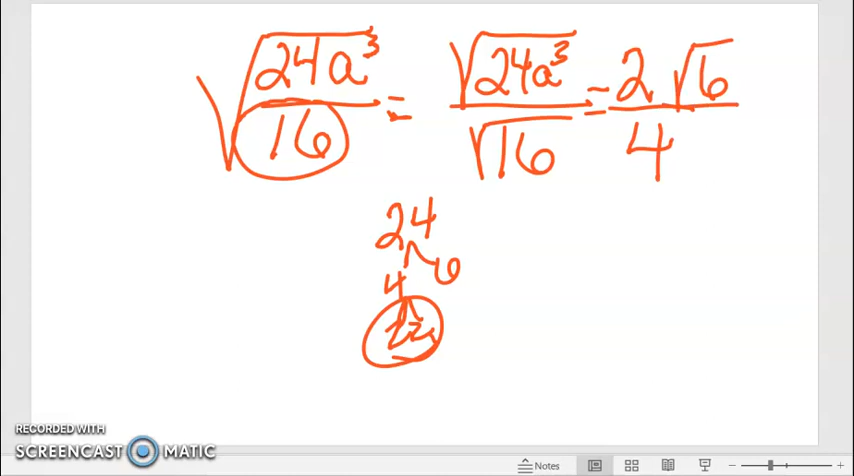 √(24a³/16) = √(24a³)/√16 = 2√6/4
24
4 6
2 2
RECORDED WITH
SCREENCAST MATIC
Notes